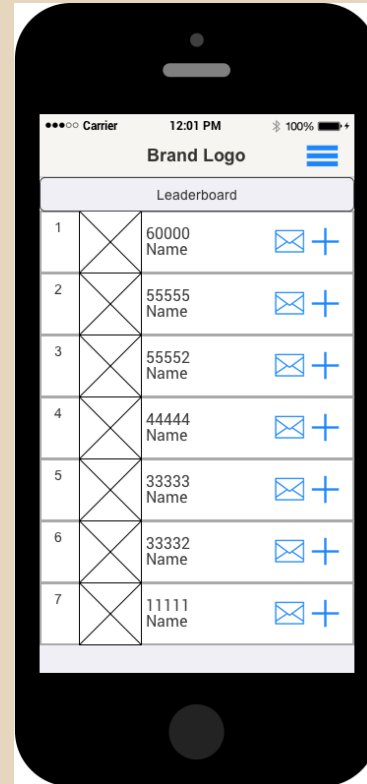 Carrier 12:01 PM 100%
Brand Logo
Leaderboard
1
60000
Name
2
55555
Name
3
55552
Name
4
44444
Name
5
33333
Name
6
33332
Name
7
11111
Name